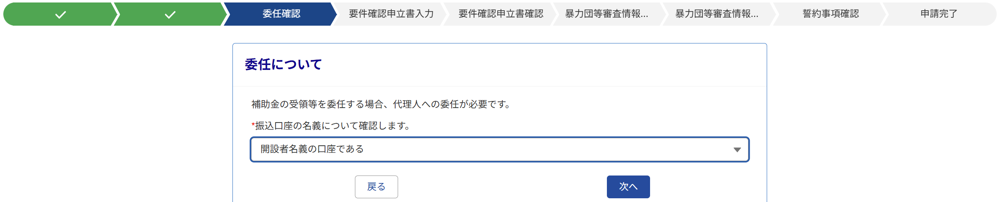 委任確認
要件確認申立書入力
要件確認申立書確認
暴力団等審査情報...
暴力団等審査情報...
誓約事項確認
申請完了
委任について
補助金の受領等を委任する場合、代理人への委任が必要です。
*振込口座の名義について確認します。
開設者名義の口座である
戻る
次へ